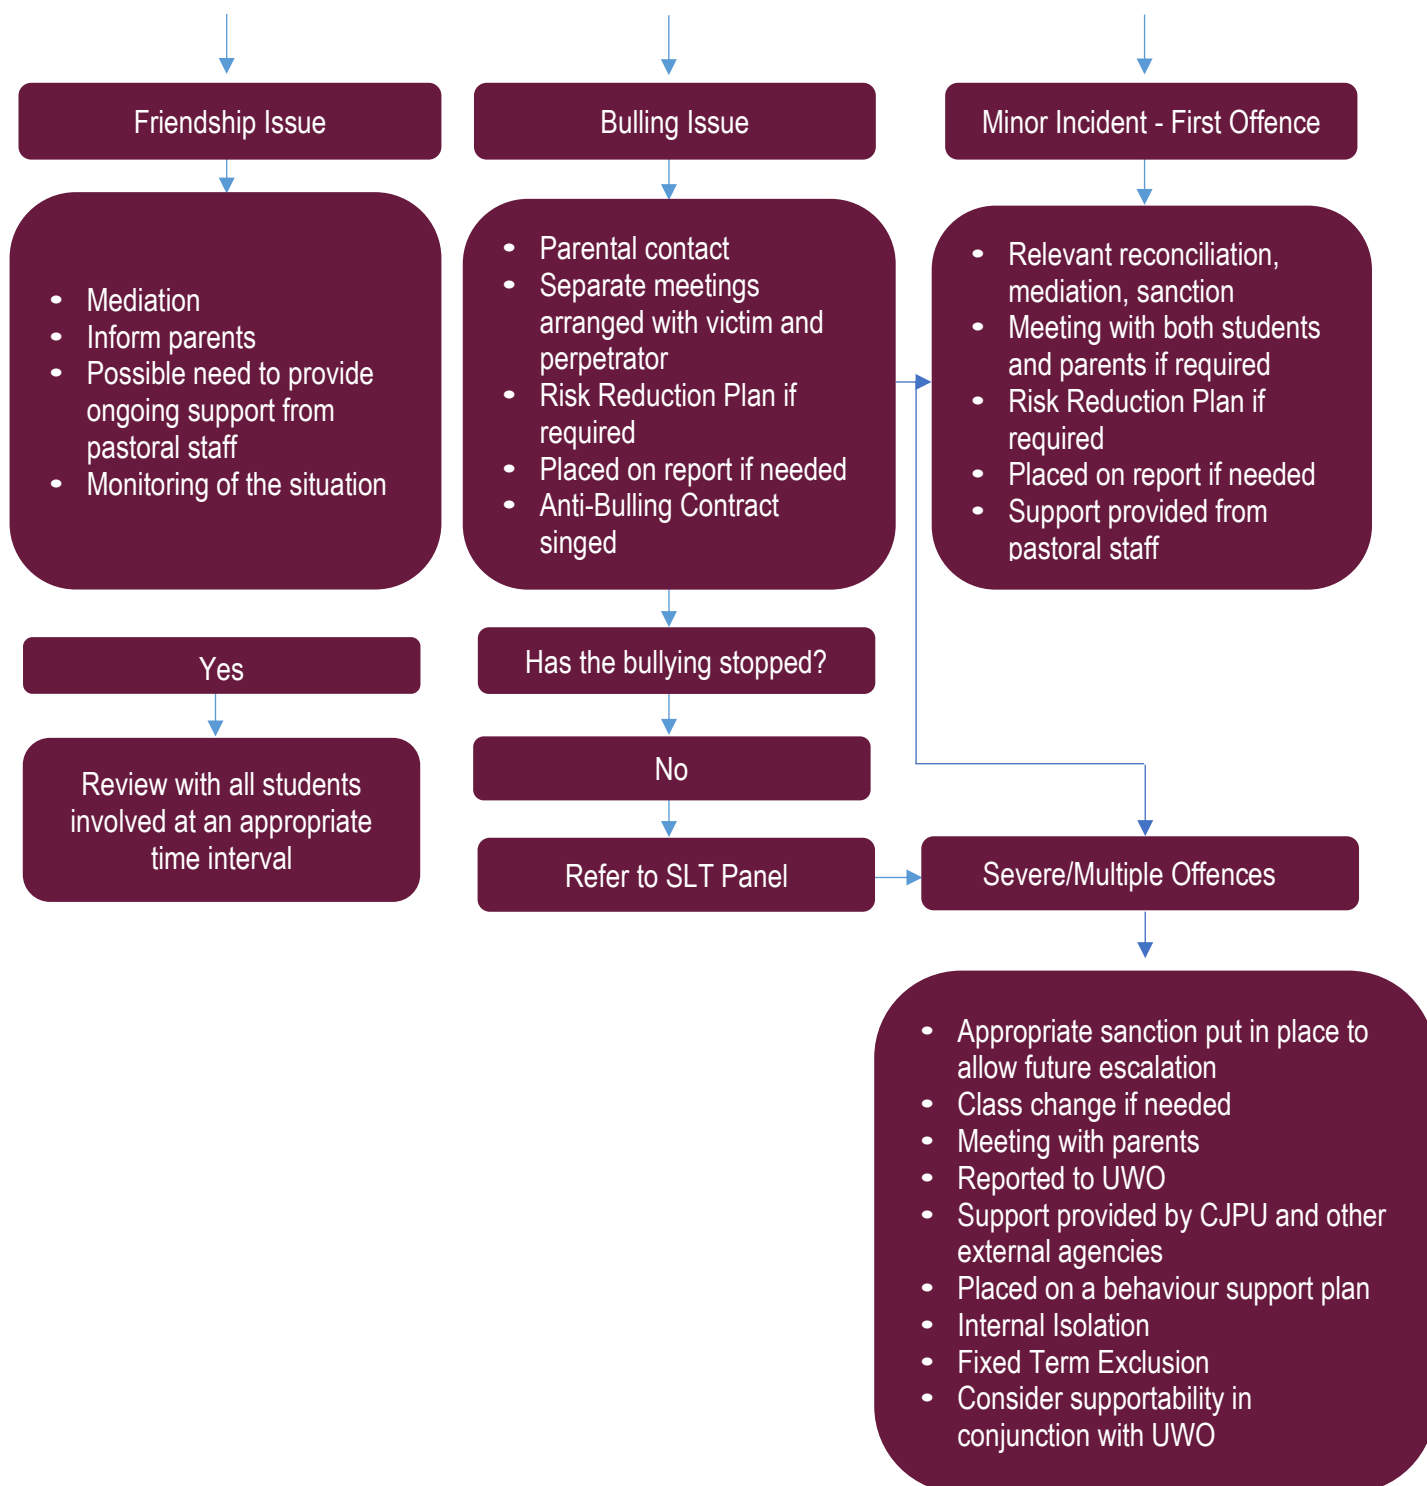 Friendship Issue
• Mediation
• Inform parents
• Possible need to provide
ongoing support from
pastoral staff
• Monitoring of the situation
Bulling Issue
• Parental contact
• Separate meetings
arranged with victim and
perpetrator
• Risk Reduction Plan if
required
• Placed on report if needed
• Anti-Bulling Contract
singed
Minor Incident - First Offence
• Relevant reconciliation,
mediation, sanction
• Meeting with both students
and parents if required
• Risk Reduction Plan if
required
• Placed on report if needed
• Support provided from
pastoral staff
Has the bullying stopped?
Yes
Review with all students
involved at an appropriate
time interval
No
Refer to SLT Panel
Severe/Multiple Offences
• Appropriate sanction put in place to
allow future escalation
• Class change if needed
• Meeting with parents
• Reported to UWO
• Support provided by CJPU and other
external agencies
• Placed on a behaviour support plan
• Internal Isolation
• Fixed Term Exclusion
• Consider supportability in
conjunction with UWO